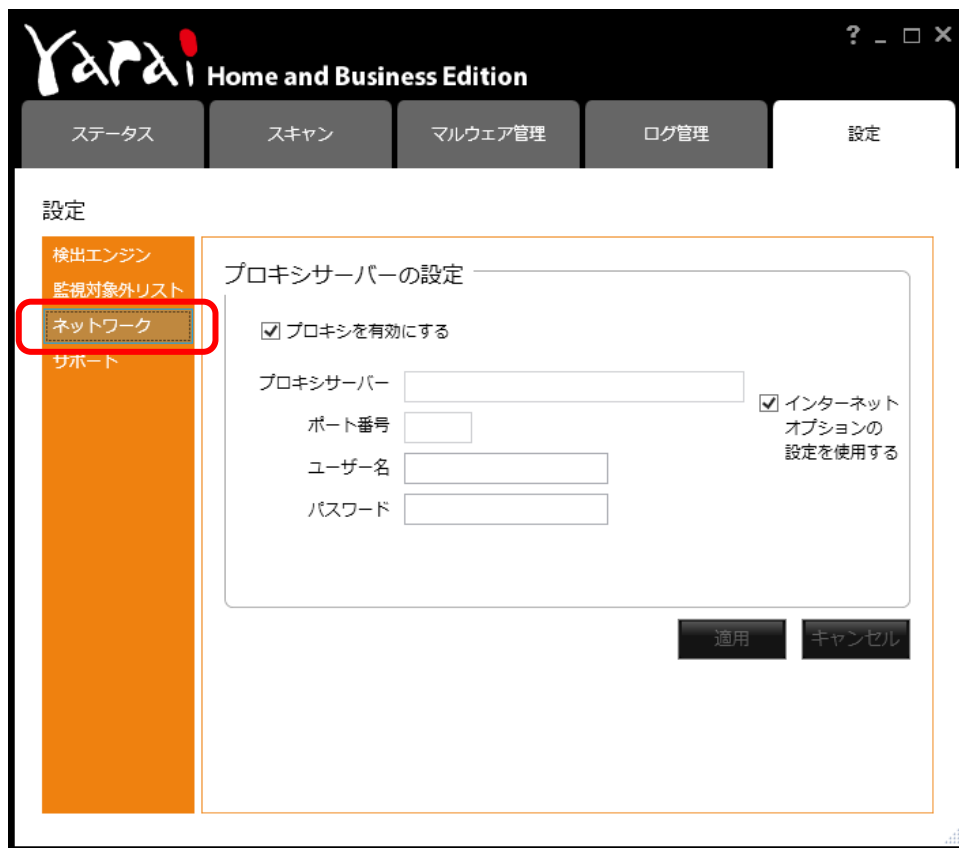 Yarai Home and Business Edition
?
ステータス
スキャン
マルウェア管理
ログ管理
設定
設定
検出エンジン
監視対象外リスト
ネットワーク
サポート
プロキシサーバーの設定
プロキシを有効にする
プロキシサーバー
ポート番号
ユーザー名
パスワード
インターネット
オプションの
設定を使用する
適用
キャンセル